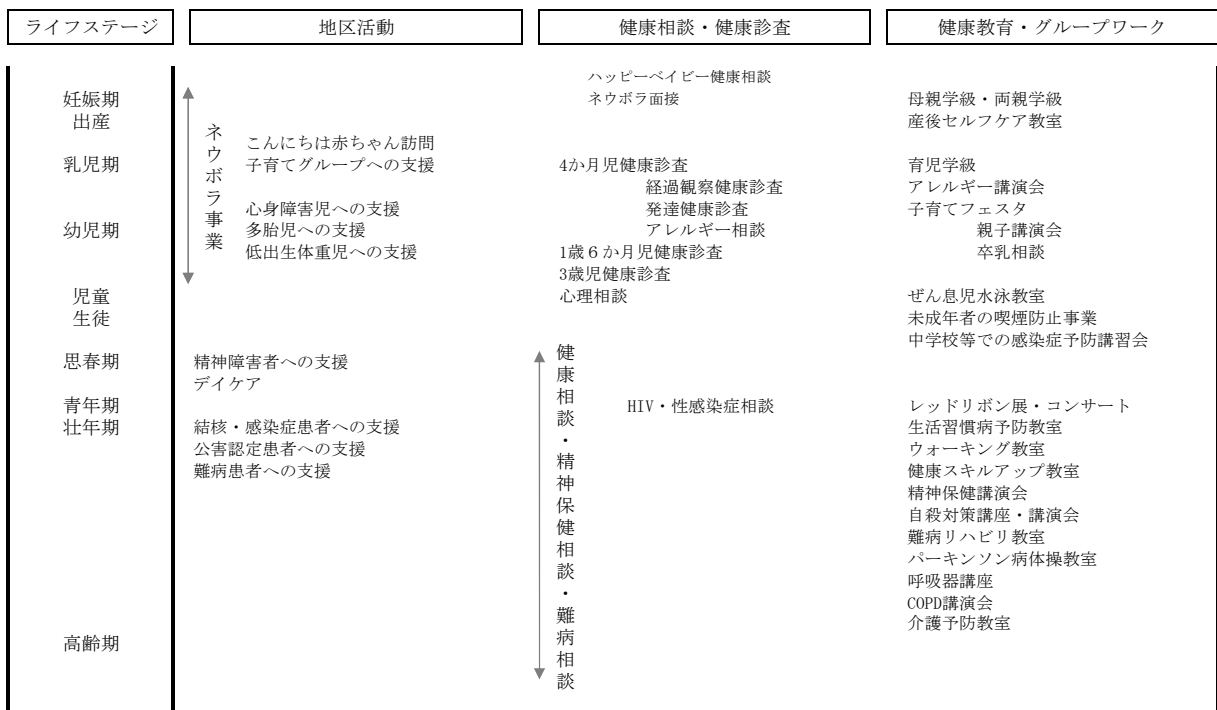 ライフステージ
地区活動
健康相談・健康診査
健康教育・グループワーク
妊娠期
出産
乳児期
幼児期
児童
生徒
思春期
青年期
壮年期
高齢期
ネウボラ事業
こんにちは赤ちゃん訪問
子育てグループへの支援
心身障害児への支援
多胎児への支援
低出生体重児への支援
精神障害者への支援
デイケア
結核・感染症患者への支援
公害認定患者への支援
難病患者への支援
ハッピーベイビー健康相談
ネウボラ面接
4か月児健康診査
経過観察健康診査
発達健康診査
アレルギー相談
1歳６か月児健康診査
3歳児健康診査
心理相談
健康相談・精神保健相談・難病相談
HIV・性感染症相談
母親学級・両親学級
産後セルフケア教室
育児学級
アレルギー講演会
子育てフェスタ
親子講演会
卒乳相談
ぜん息児水泳教室
未成年者の喫煙防止事業
中学校等での感染症予防講習会
レッドリボン展・コンサート
生活習慣病予防教室
ウォーキング教室
健康スキルアップ教室
精神保健講演会
自殺対策講座・講演会
難病リハビリ教室
パーキンソン病体操教室
呼吸器講座
COPD講演会
介護予防教室